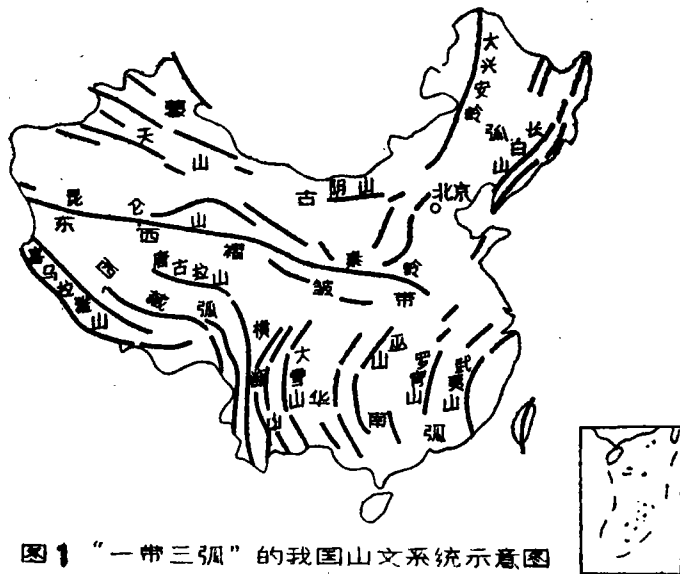 大兴安岭
长白山
弧
蒙古
天山
阴山
北京
昆仑山
秦岭
东西褶皱带
唐古拉山
喜马拉雅山
西藏弧
横断山
大雪山
巫山
罗霄山
武夷山
华南弧
图1 “一带三弧”的我国山文系统示意图